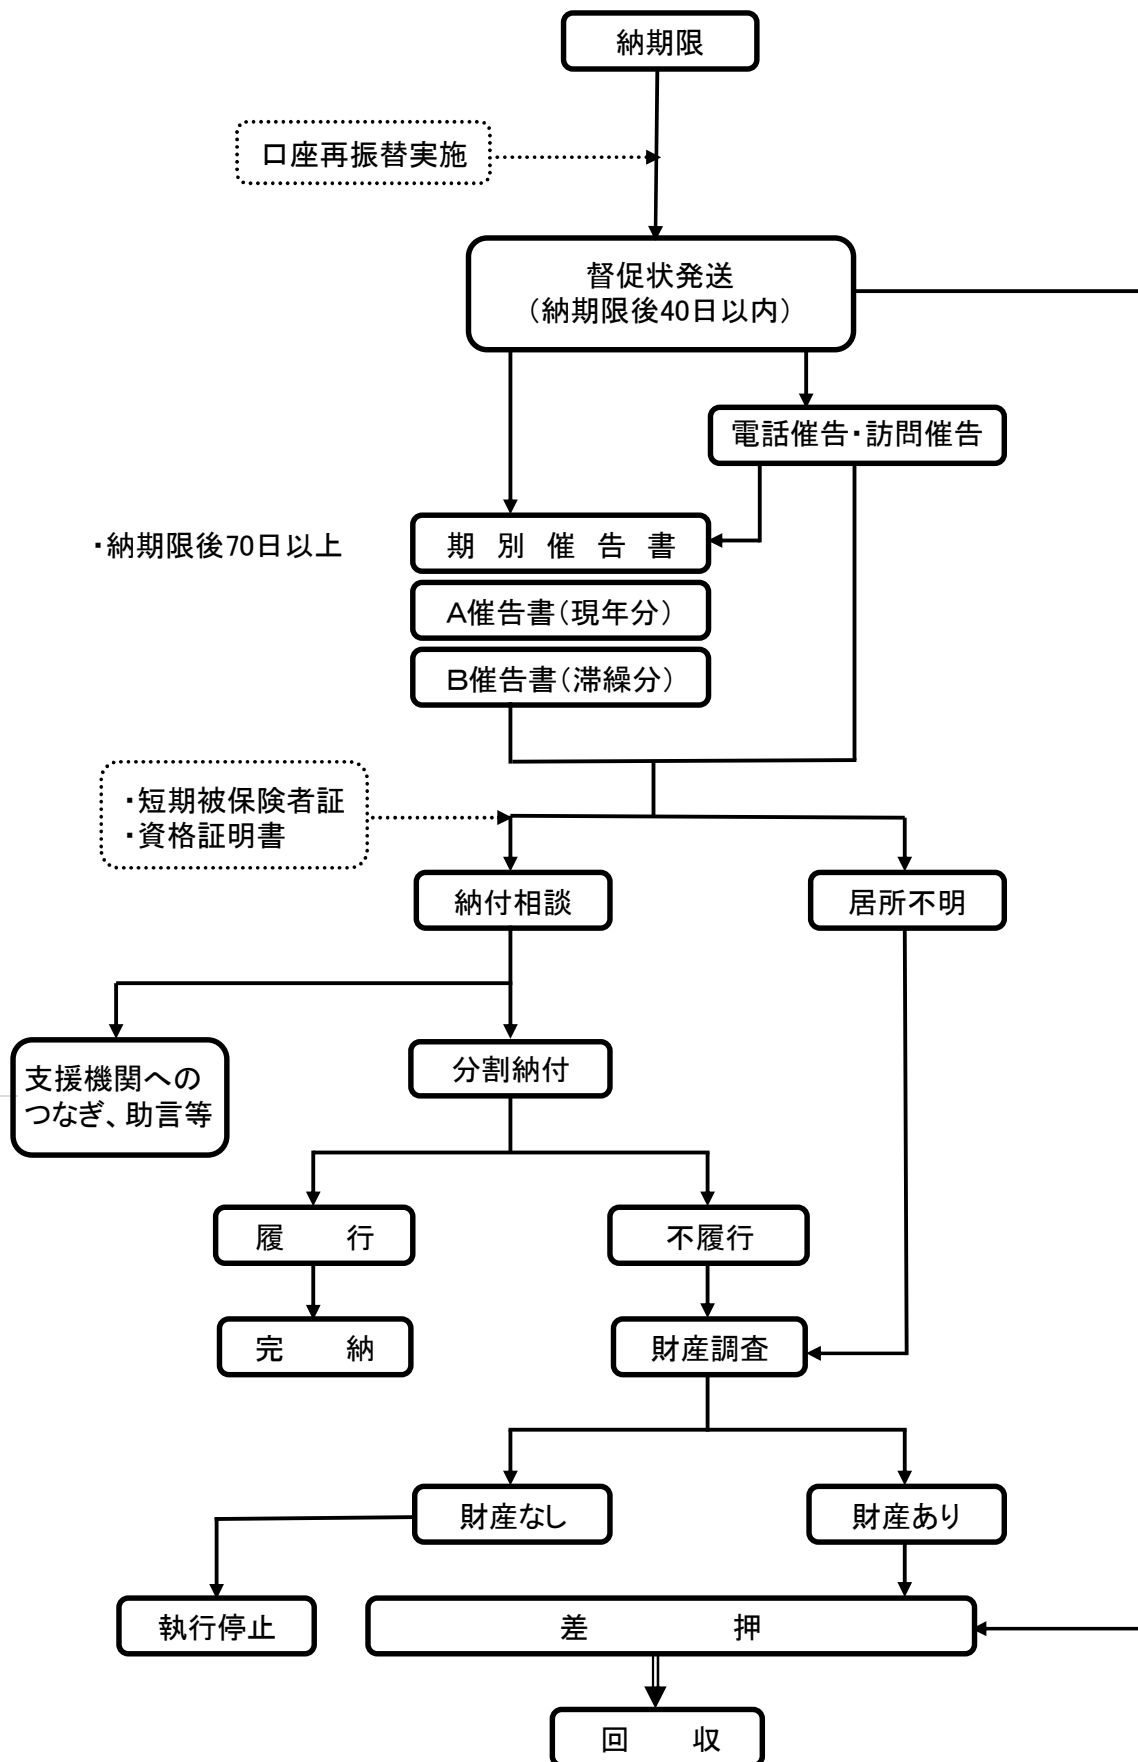 納期限
口座再振替実施
督促状発送
（納期限後40日以内）
電話催告・訪問催告
・納期限後70日以上
期 別 催 告 書
A催告書（現年分）
B催告書（滞繰分）
・短期被保険者証
・資格証明書
納付相談
居所不明
支援機関への
つなぎ、助言等
分割納付
履 行
不履行
完 納
財産調査
財産なし
財産あり
執行停止
差 押
回 収